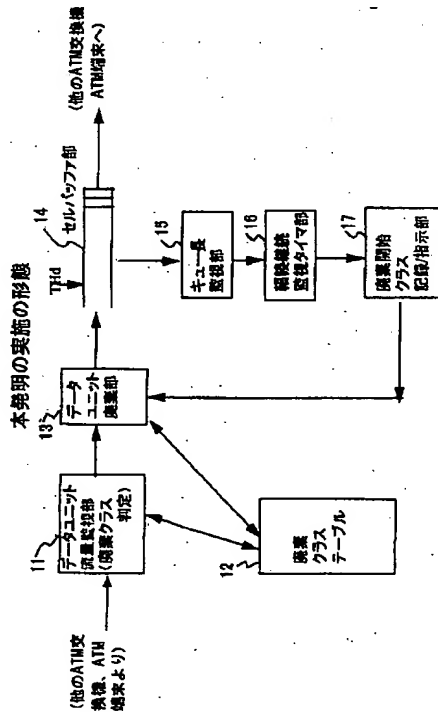 本発明の実施の形態
(他のATM交
換機、ATM
端末より)
11
データユニット
流量監視部
(廃棄クラス
判定)
12
廃棄
クラス
テーブル
13
データ
ユニット
廃棄部
THd
14
セルバッファ部
(他のATM交換機
ATM端末へ)
15
キュー長
監視部
16
輻輳継続
監視タイマ部
17
廃棄開始
クラス
記録/指示部